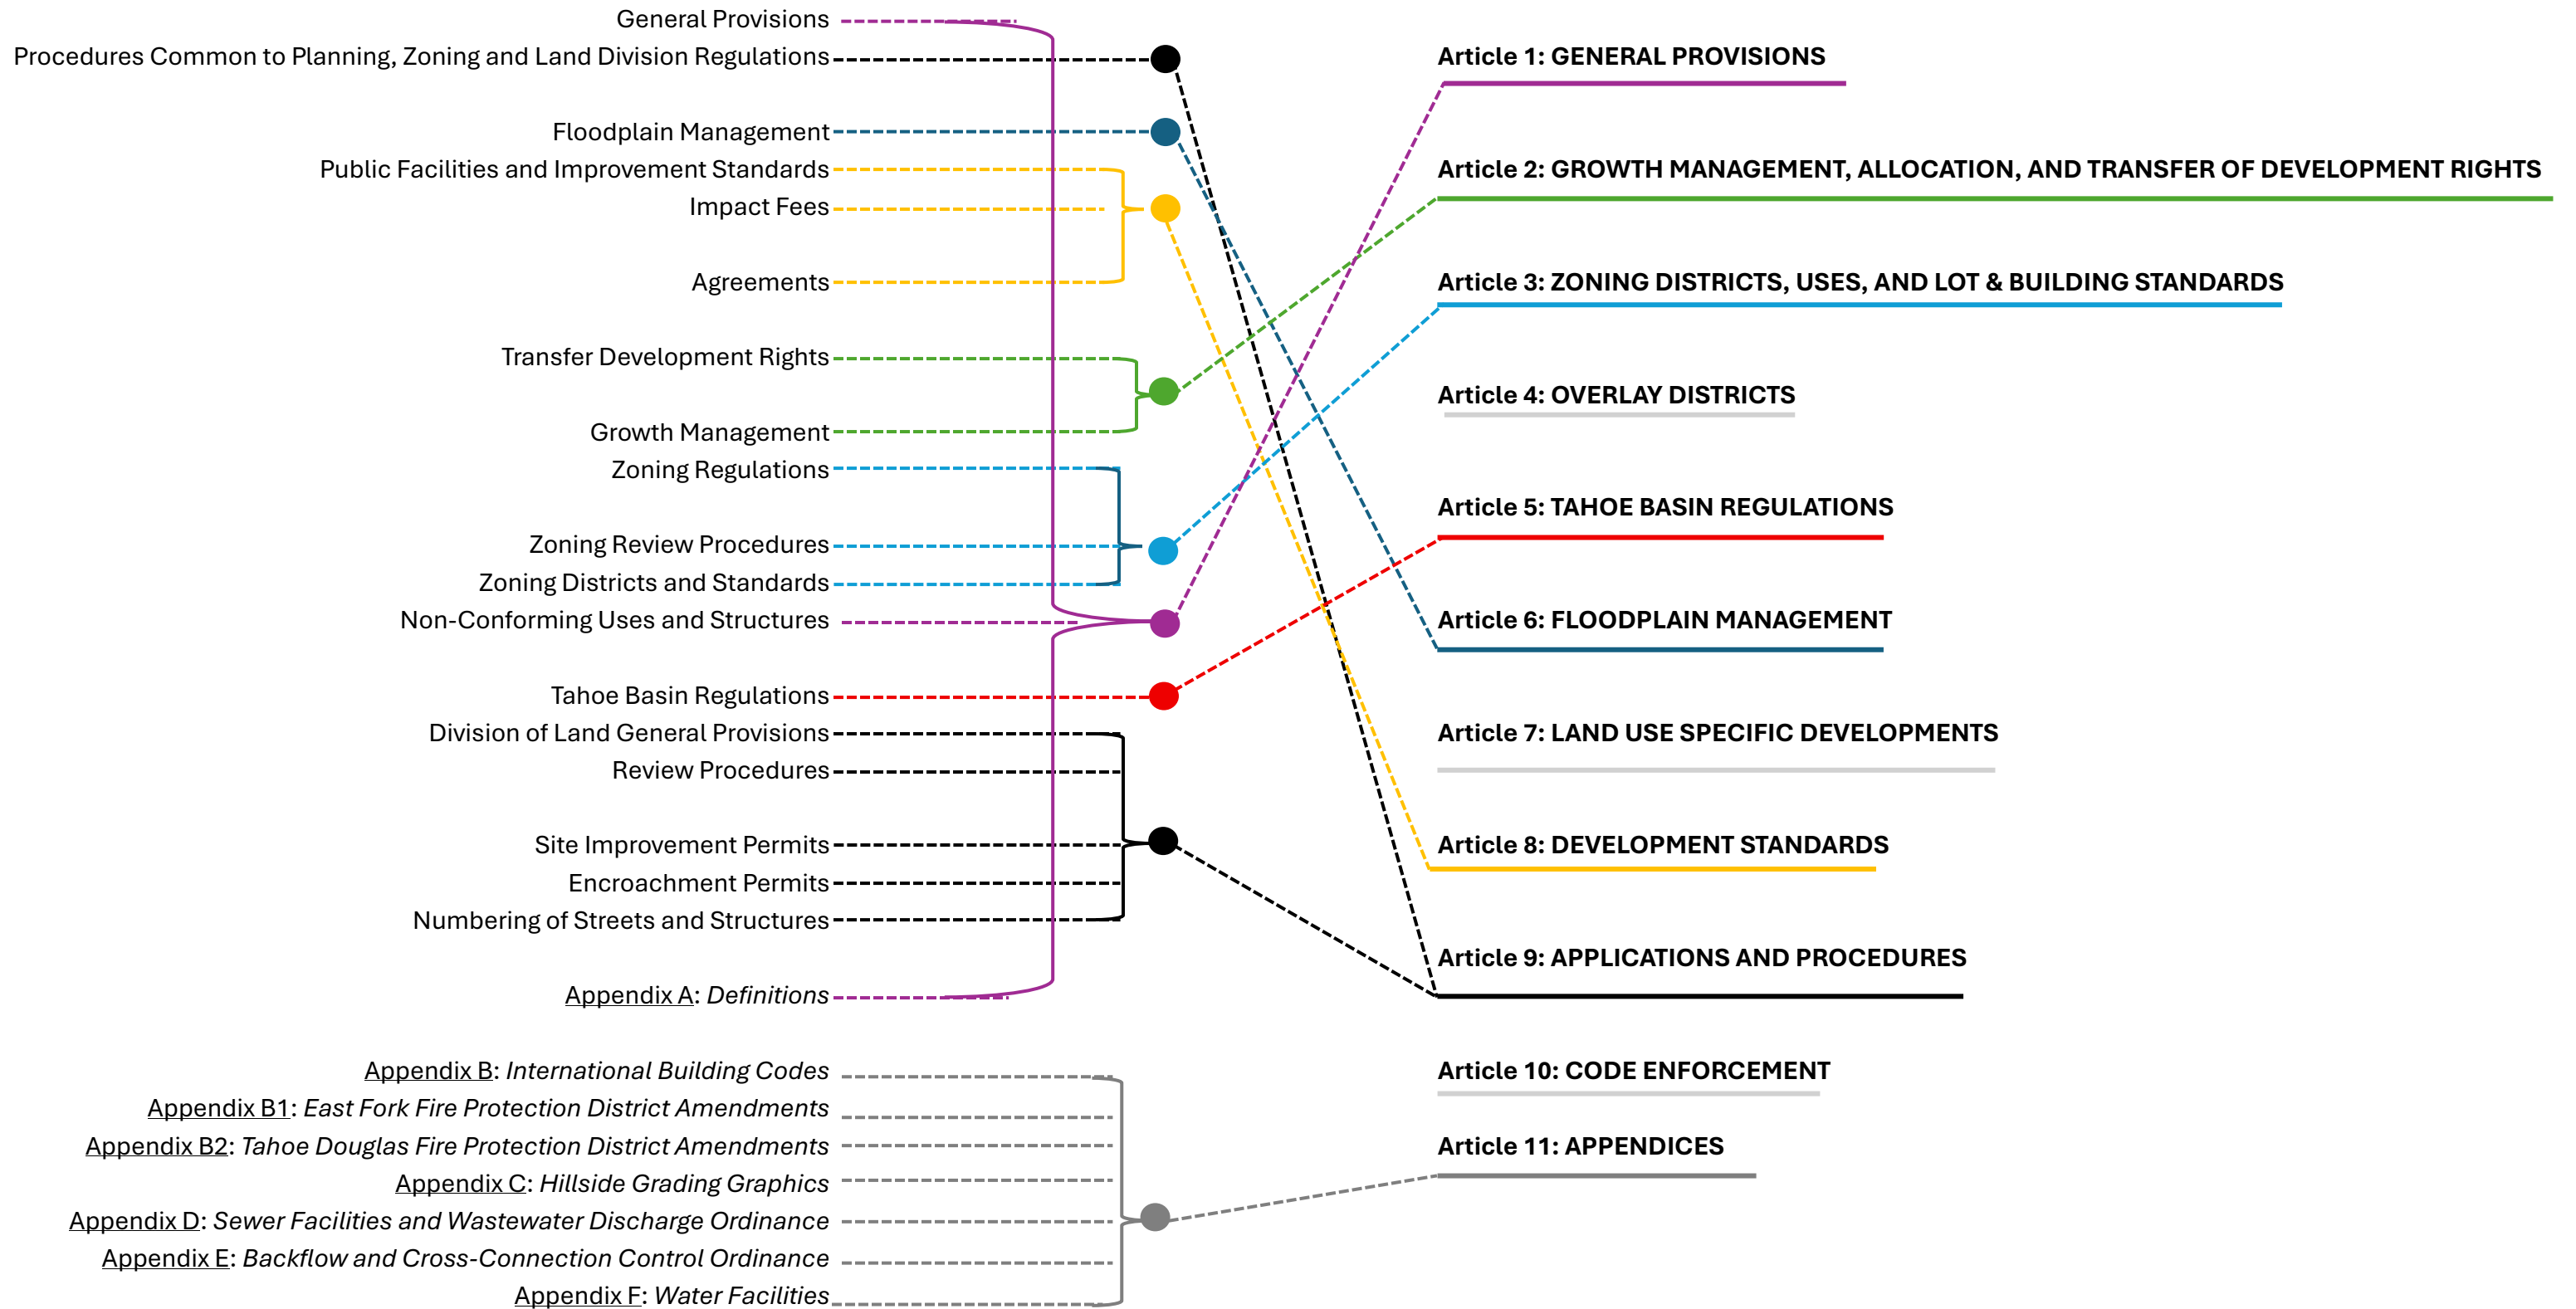 General Provisions
Procedures Common to Planning, Zoning and Land Division Regulations
Floodplain Management
Public Facilities and Improvement Standards
Impact Fees
Agreements
Transfer Development Rights
Growth Management
Zoning Regulations
Zoning Review Procedures
Zoning Districts and Standards
Non-Conforming Uses and Structures
Tahoe Basin Regulations
Division of Land General Provisions
Review Procedures
Site Improvement Permits
Encroachment Permits
Numbering of Streets and Structures
Appendix A: Definitions
Appendix B: International Building Codes
Appendix B1: East Fork Fire Protection District Amendments
Appendix B2: Tahoe Douglas Fire Protection District Amendments
Appendix C: Hillside Grading Graphics
Appendix D: Sewer Facilities and Wastewater Discharge Ordinance
Appendix E: Backflow and Cross-Connection Control Ordinance
Appendix F: Water Facilities
Article 1: GENERAL PROVISIONS
Article 2: GROWTH MANAGEMENT, ALLOCATION, AND TRANSFER OF DEVELOPMENT RIGHTS
Article 3: ZONING DISTRICTS, USES, AND LOT & BUILDING STANDARDS
Article 4: OVERLAY DISTRICTS
Article 5: TAHOE BASIN REGULATIONS
Article 6: FLOODPLAIN MANAGEMENT
Article 7: LAND USE SPECIFIC DEVELOPMENTS
Article 8: DEVELOPMENT STANDARDS
Article 9: APPLICATIONS AND PROCEDURES
Article 10: CODE ENFORCEMENT
Article 11: APPENDICES